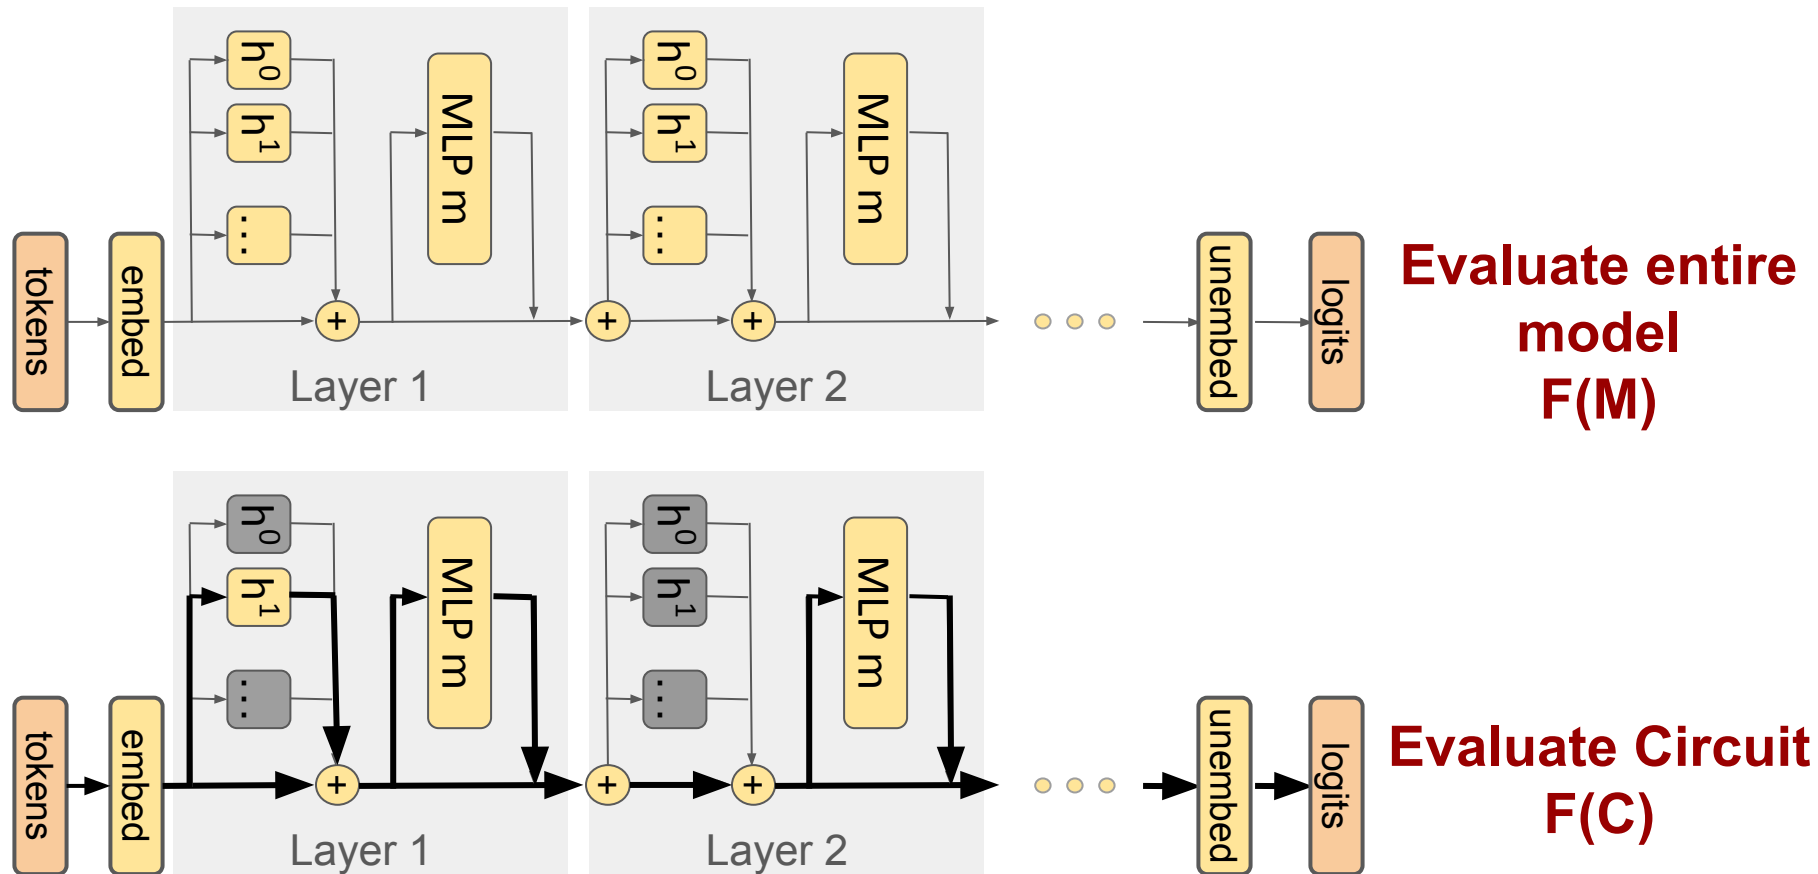 tokens
embed
h⁰
h¹
...
MLP m
Layer 1
h⁰
h¹
...
MLP m
Layer 2
unembed
logits
Evaluate entire
model
F(M)
tokens
embed
h⁰
h¹
...
MLP m
Layer 1
h⁰
h¹
...
MLP m
Layer 2
unembed
logits
Evaluate Circuit
F(C)